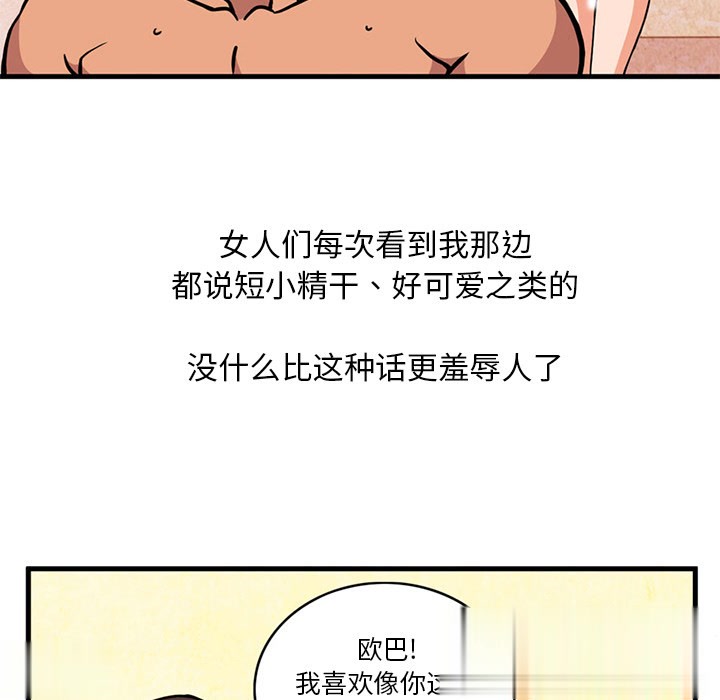 女人们每次看到我那边
都说短小精干、好可爱之类的
没什么比这种话更羞辱人了
欧巴!
我喜欢像你这